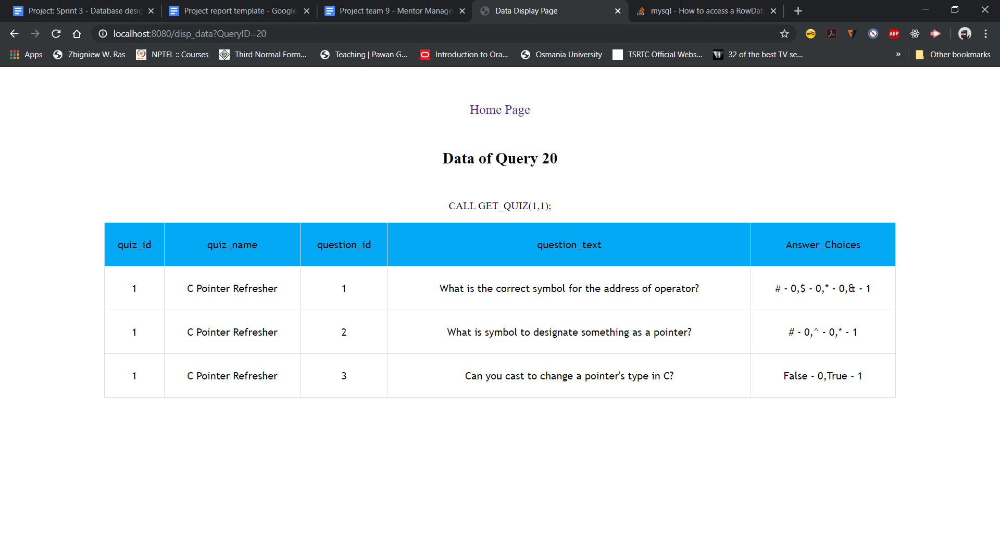 Project: Sprint 3 - Database desig
Project report template - Google
Project team 9 - Mentor Manage
Data Display Page
mysql - How to access a RowDat
localhost:8080/disp_data?QueryID=20
ABP
Apps
Zbigniew W. Ras
NPTEL :: Courses
Third Normal Form...
Teaching | Pawan G...
Introduction to Ora...
Osmania University
TSRTC Official Webs...
32 of the best TV se...
»
Other bookmarks
Home Page
Data of Query 20
CALL GET_QUIZ(1,1);
quiz_id quiz_name question_id question_text Answer_Choices
1 C Pointer Refresher 1 What is the correct symbol for the address of operator? # - 0,$ - 0,* - 0,& - 1
1 C Pointer Refresher 2 What is symbol to designate something as a pointer? # - 0,^ - 0,* - 1
1 C Pointer Refresher 3 Can you cast to change a pointer's type in C? False - 0,True - 1